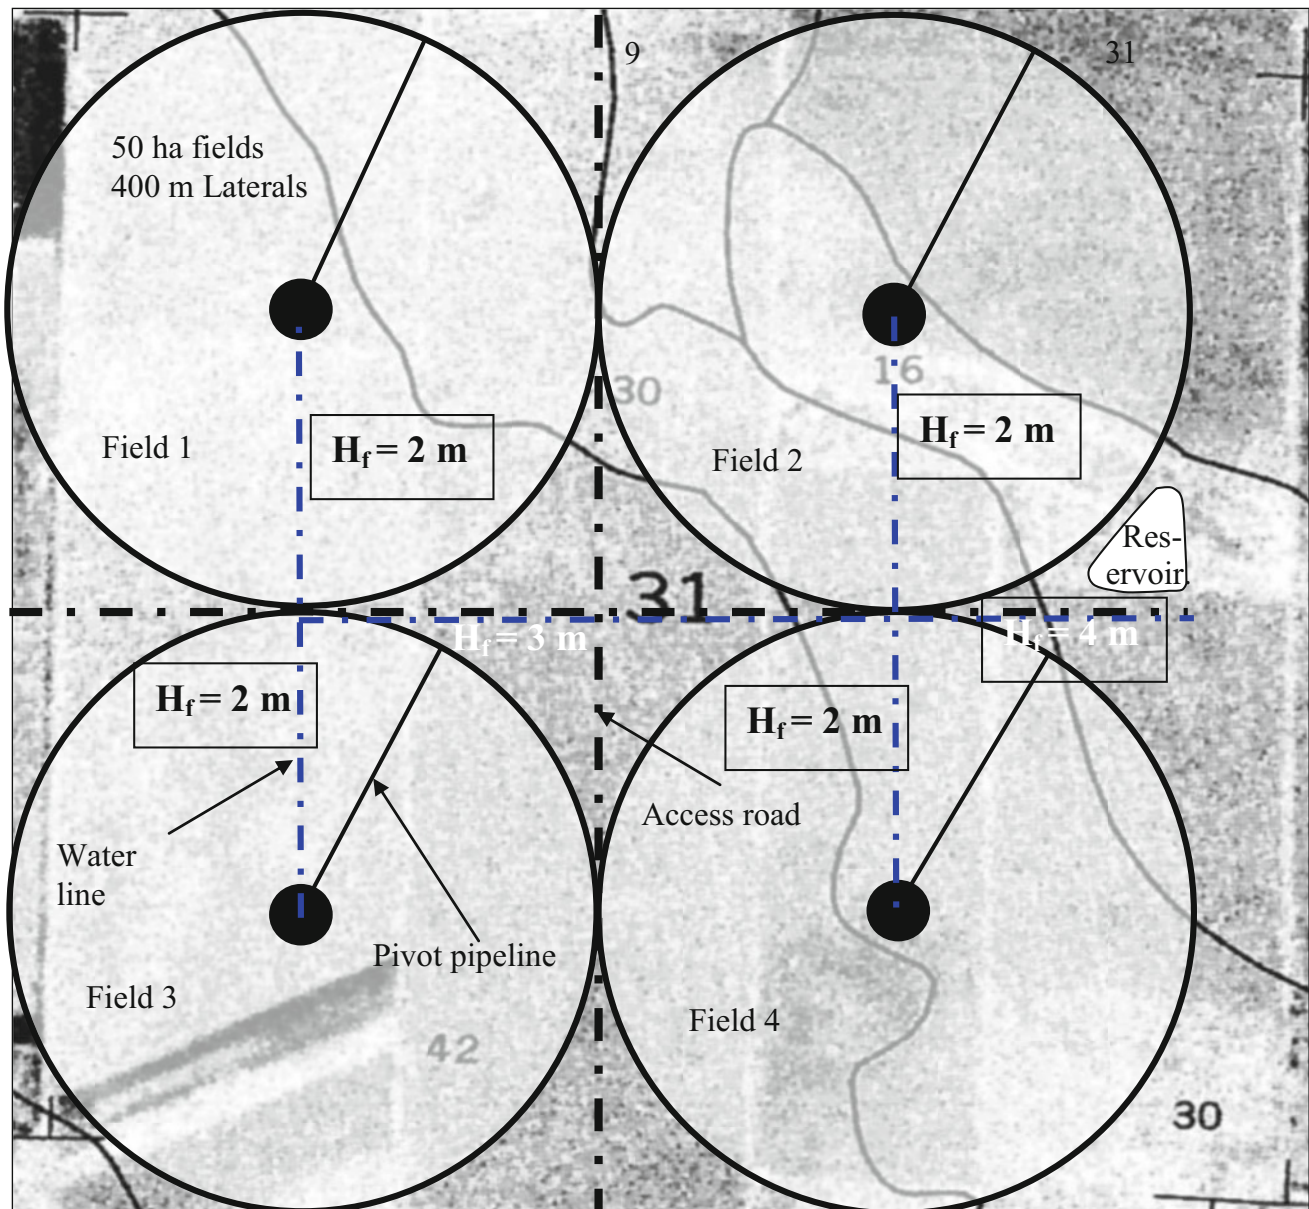 9
31
50 ha fields
400 m Laterals
16
30
Hf = 2 m
Hf = 2 m
Field 1
Field 2
Res-
ervoir
31
Hf = 3 m
Hf = 4 m
Hf = 2 m
Hf = 2 m
Access road
Water
line
Pivot pipeline
Field 3
Field 4
42
30